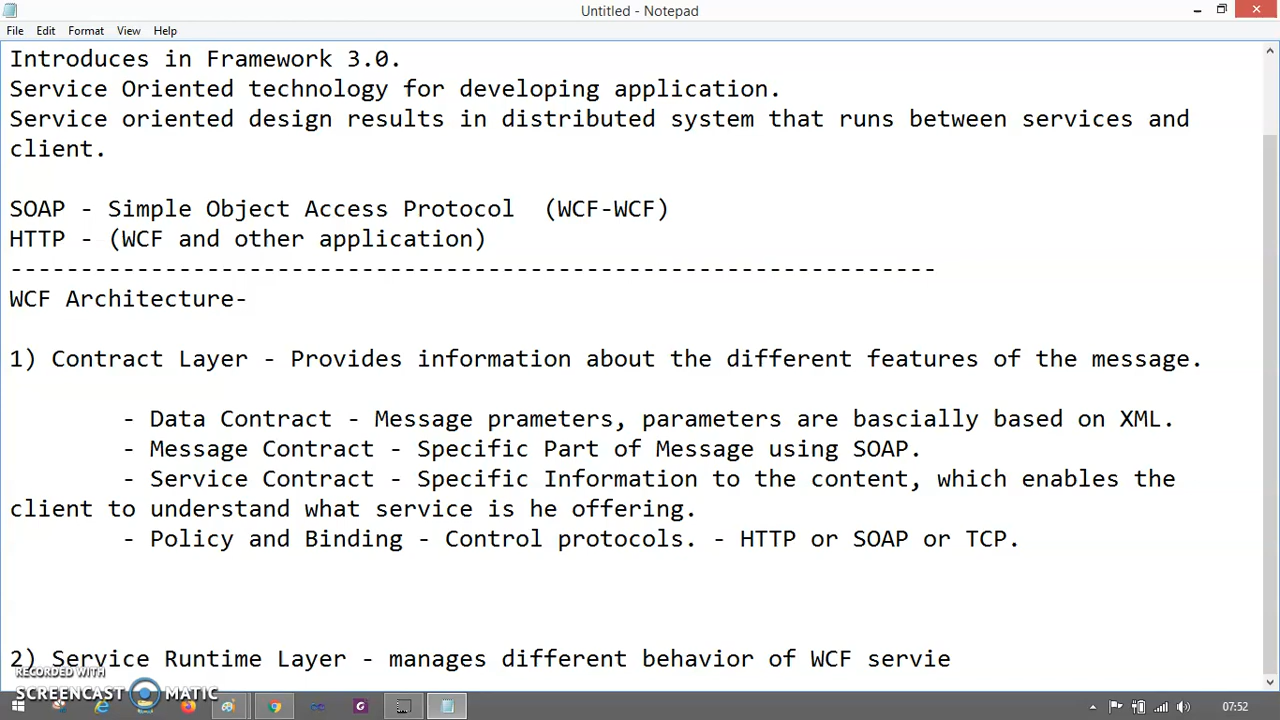 Untitled - Notepad
File Edit Format View Help
Introduces in Framework 3.0.
Service Oriented technology for developing application.
Service oriented design results in distributed system that runs between services and
client.
SOAP - Simple Object Access Protocol  (WCF-WCF)
HTTP - (WCF and other application)
------------------------------------------------------------------
WCF Architecture-
1) Contract Layer - Provides information about the different features of the message.
- Data Contract - Message prameters, parameters are bascially based on XML.
- Message Contract - Specific Part of Message using SOAP.
- Service Contract - Specific Information to the content, which enables the
client to understand what service is he offering.
- Policy and Binding - Control protocols. - HTTP or SOAP or TCP.
2) Service Runtime Layer - manages different behavior of WCF servie
RECORDED WITH
SCREENCAST MATIC
07:52